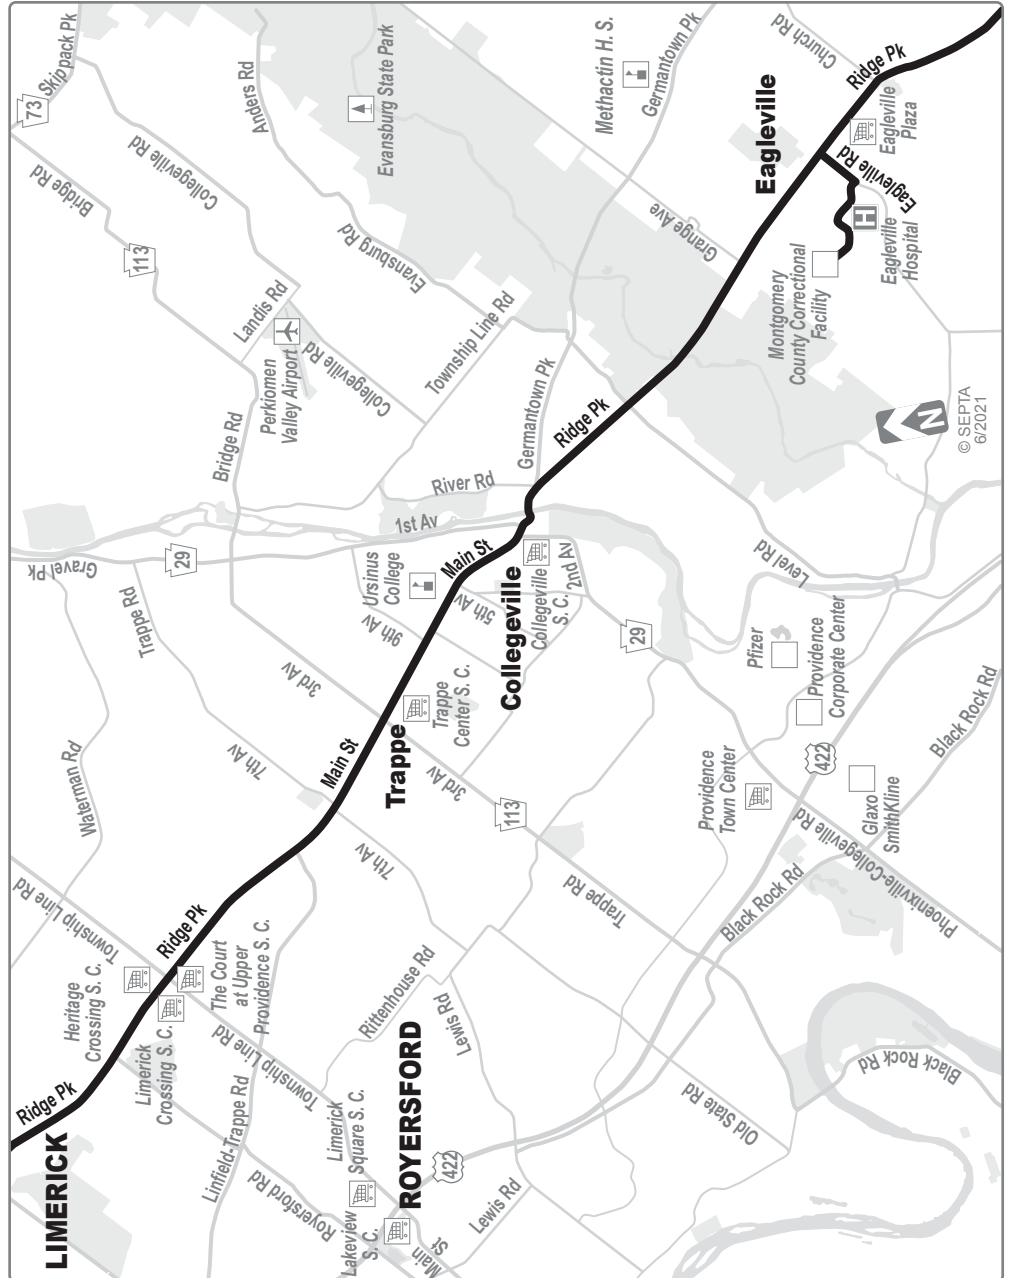 73
Skippack Pk
Bridge Rd
Collegeville Rd
113
Anders Rd
Evansburg State Park
Methactin H. S.
Germantown Pk
Church Rd
Ridge Pk
Eagleville
Eagleville
Plaza
Eagleville Rd
H
Eagleville
Hospital
Montgomery
County Correctional
Facility
Grange Ave
Evansburg Rd
Landis Rd
Perkiomen
Valley Airport
Collegeville Rd
Township Line Rd
Germantown Pk
Ridge Pk
N
© SEPTA
6/2021
Bridge Rd
River Rd
1st Av
Gravel Pk
29
Trappe Rd
Ursinus
College
Main St
9th Av
5th Av
Collegeville
Collegeville
S. C.
2nd Av
29
Level Rd
Pfizer
Providence
Corporate Center
3rd Av
Trappe
Center S. C.
Trappe
Main St
7th Av
Waterman Rd
3rd Av
113
7th Av
Trappe Rd
Providence
Town Center
422
Glaxo
SmithKline
Black Rock Rd
Phoenixville-Collegeville Rd
Black Rock Rd
Township Line Rd
Ridge Pk
Heritage
Crossing S. C.
Limerick
Crossing S. C.
The Court
at Upper
Providence S. C.
Township Line Rd
Rittenhouse Rd
Lewis Rd
Ridge Pk
LIMERICK
Linfield-Trappe Rd
Royersford Rd
Limerick
Square S. C.
Lakeview
S. C.
ROYERSFORD
422
Main
St
Lewis Rd
Old State Rd
Black Rock Rd